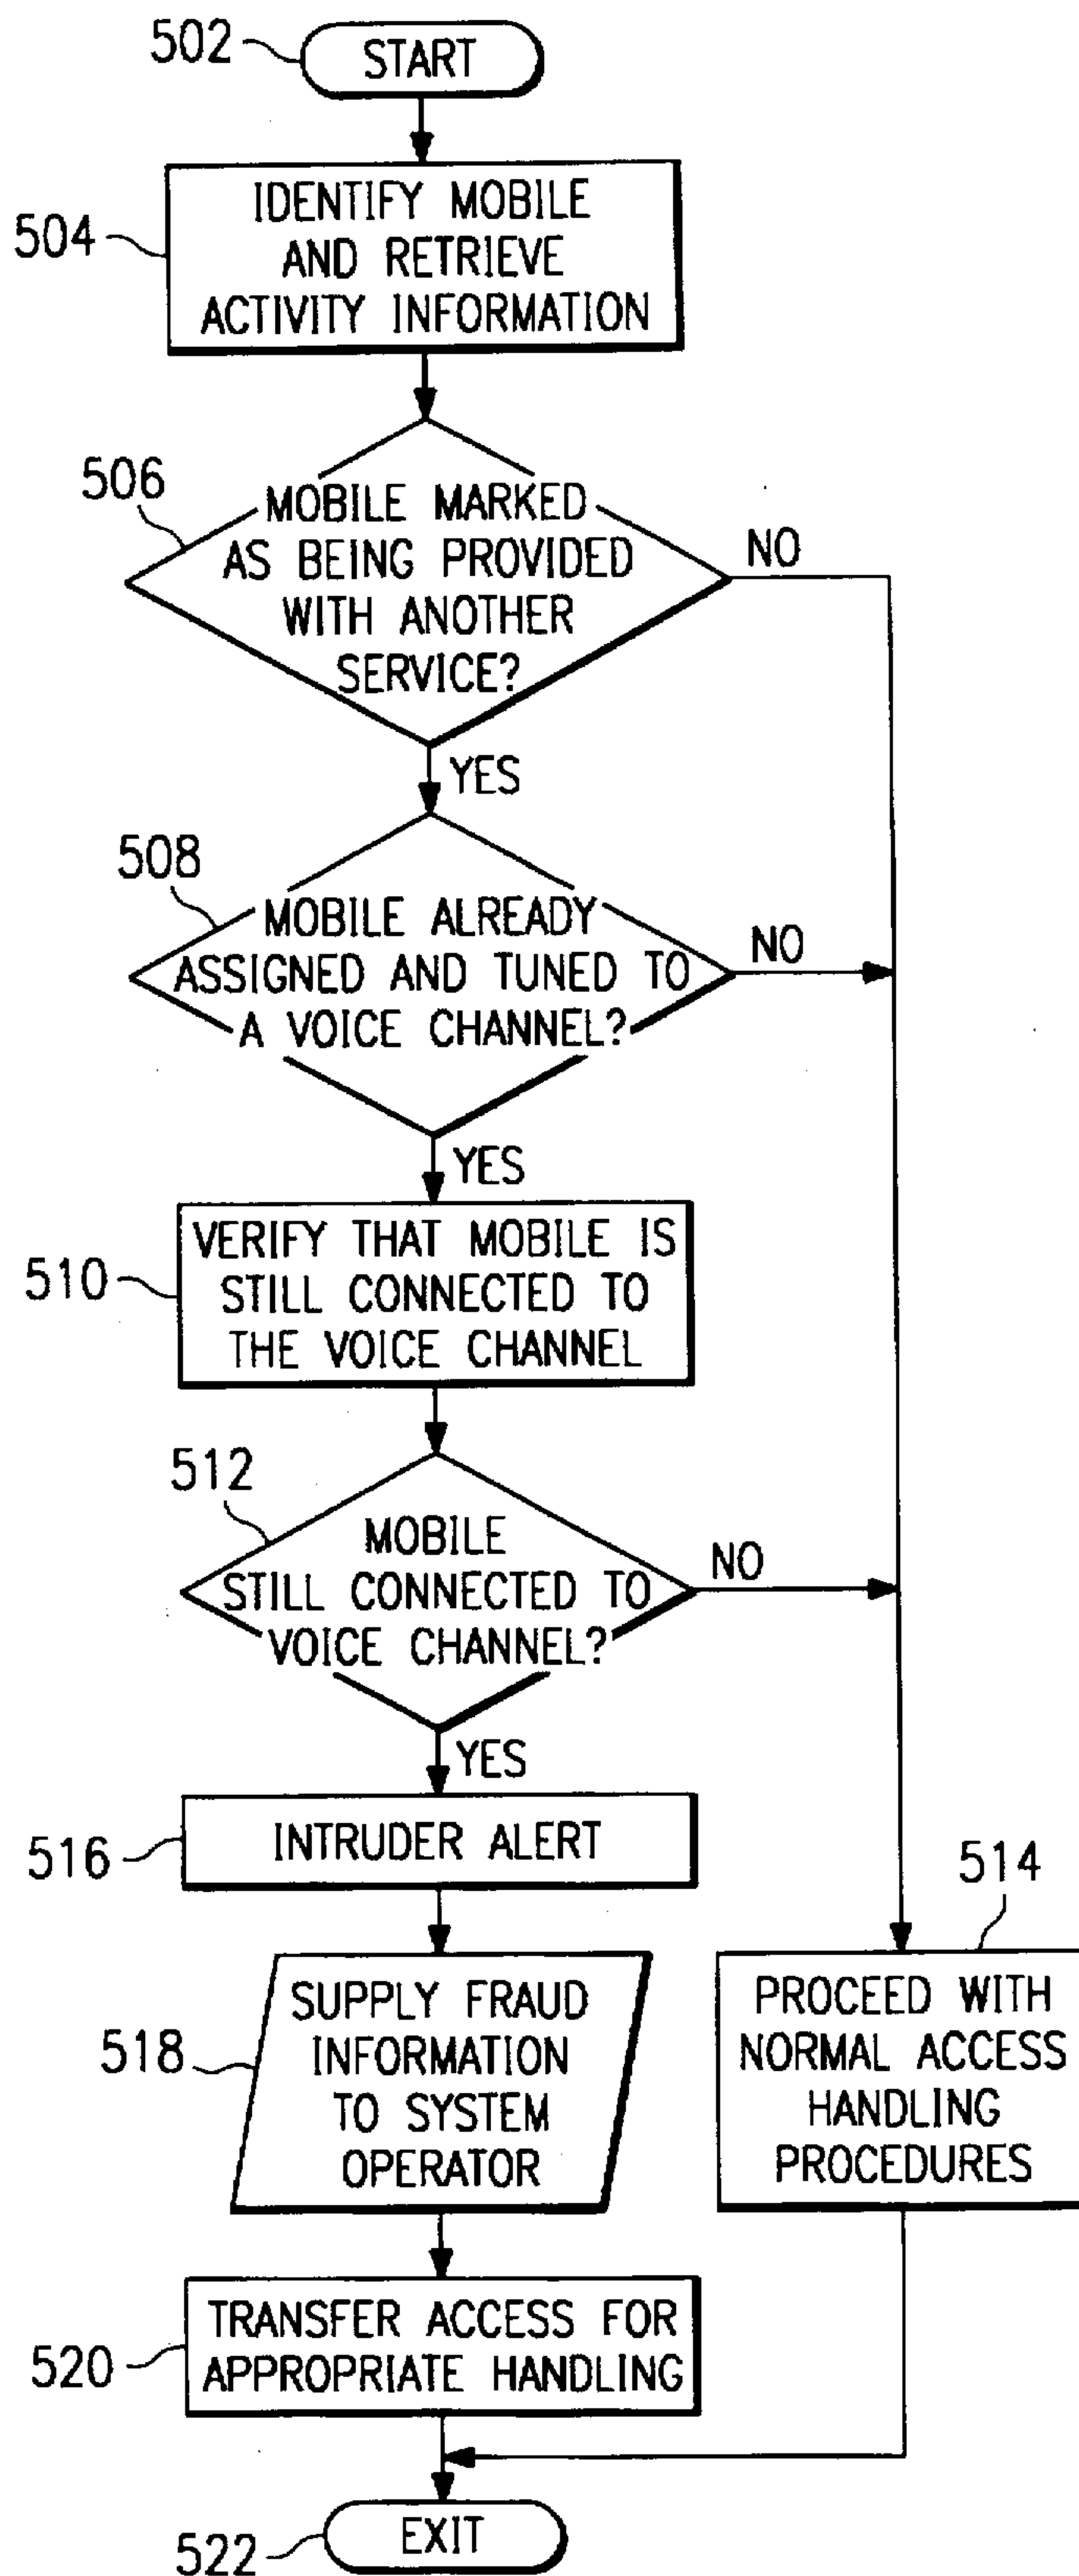 502
START
504
IDENTIFY MOBILE
AND RETRIEVE
ACTIVITY INFORMATION
506
MOBILE MARKED
AS BEING PROVIDED
WITH ANOTHER
SERVICE?
NO
YES
508
MOBILE ALREADY
ASSIGNED AND TUNED TO
A VOICE CHANNEL?
NO
YES
510
VERIFY THAT MOBILE IS
STILL CONNECTED TO
THE VOICE CHANNEL
512
MOBILE
STILL CONNECTED TO
VOICE CHANNEL?
NO
YES
516
INTRUDER ALERT
514
PROCEED WITH
NORMAL ACCESS
HANDLING
PROCEDURES
518
SUPPLY FRAUD
INFORMATION
TO SYSTEM
OPERATOR
520
TRANSFER ACCESS FOR
APPROPRIATE HANDLING
522
EXIT